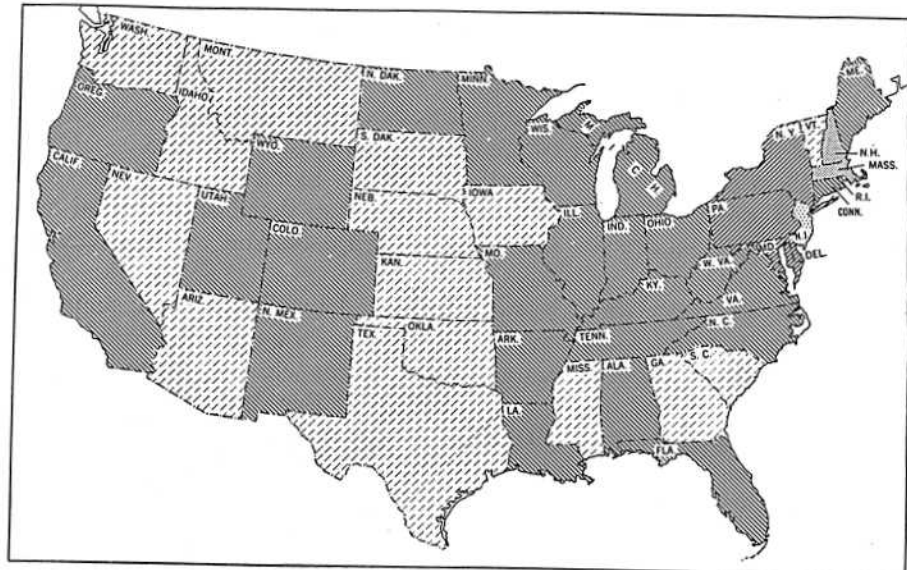 WASH.
MONT.
N. DAK.
MINN.
ME.
OREG.
IDAHO
WYO.
S. DAK.
WIS.
M I C H
N. Y.
VT.
N.H.
MASS.
R.I.
CONN.
CALIF.
NEV.
UTAH
COLO.
NEB.
IOWA
ILL.
IND.
OHIO
PA.
N.J.
MD.
DEL.
W. VA.
VA.
KAN.
MO.
KY.
ARIZ.
N. MEX.
TEX.
OKLA.
ARK.
TENN.
N. C.
S. C.
MISS.
ALA.
GA.
LA.
FLA.